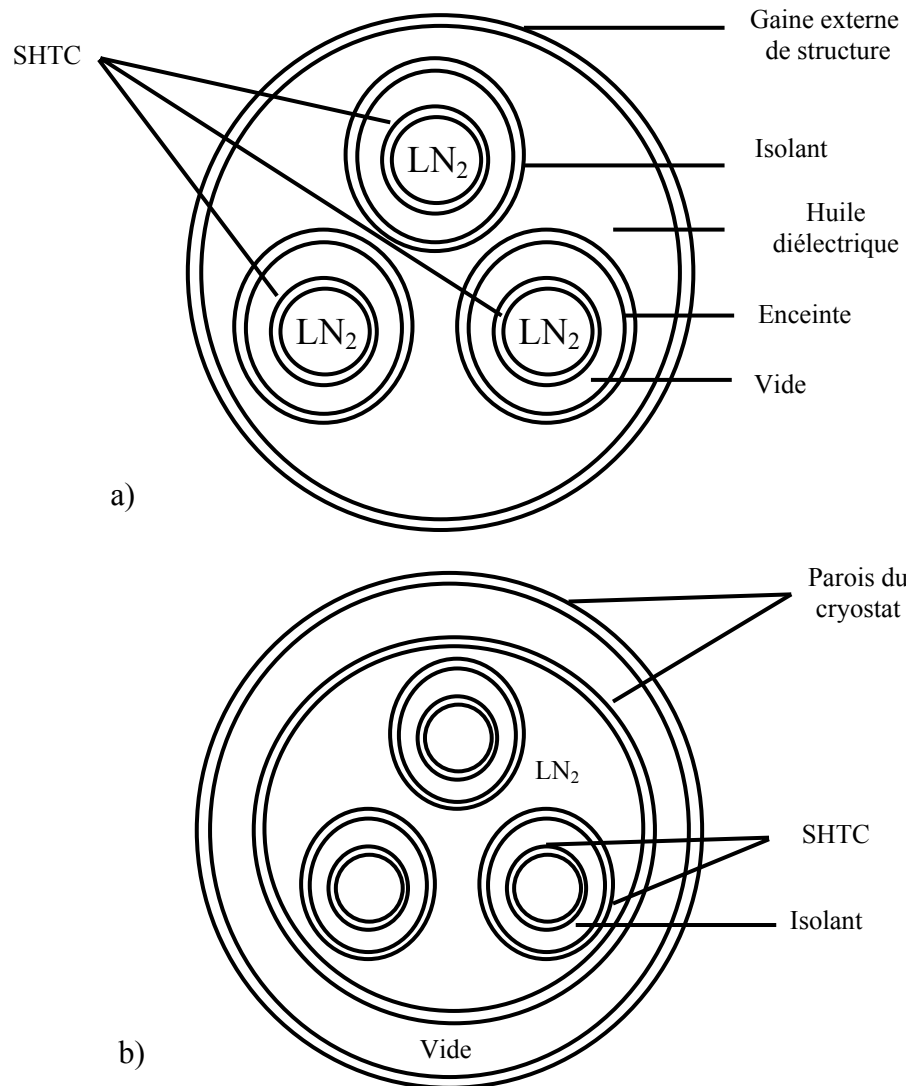 Gaine externe
de structure
SHTC
LN₂
Isolant
Huile
diélectrique
LN₂
LN₂
Enceinte
Vide
a)
Parois du
cryostat
LN₂
SHTC
Isolant
Vide
b)